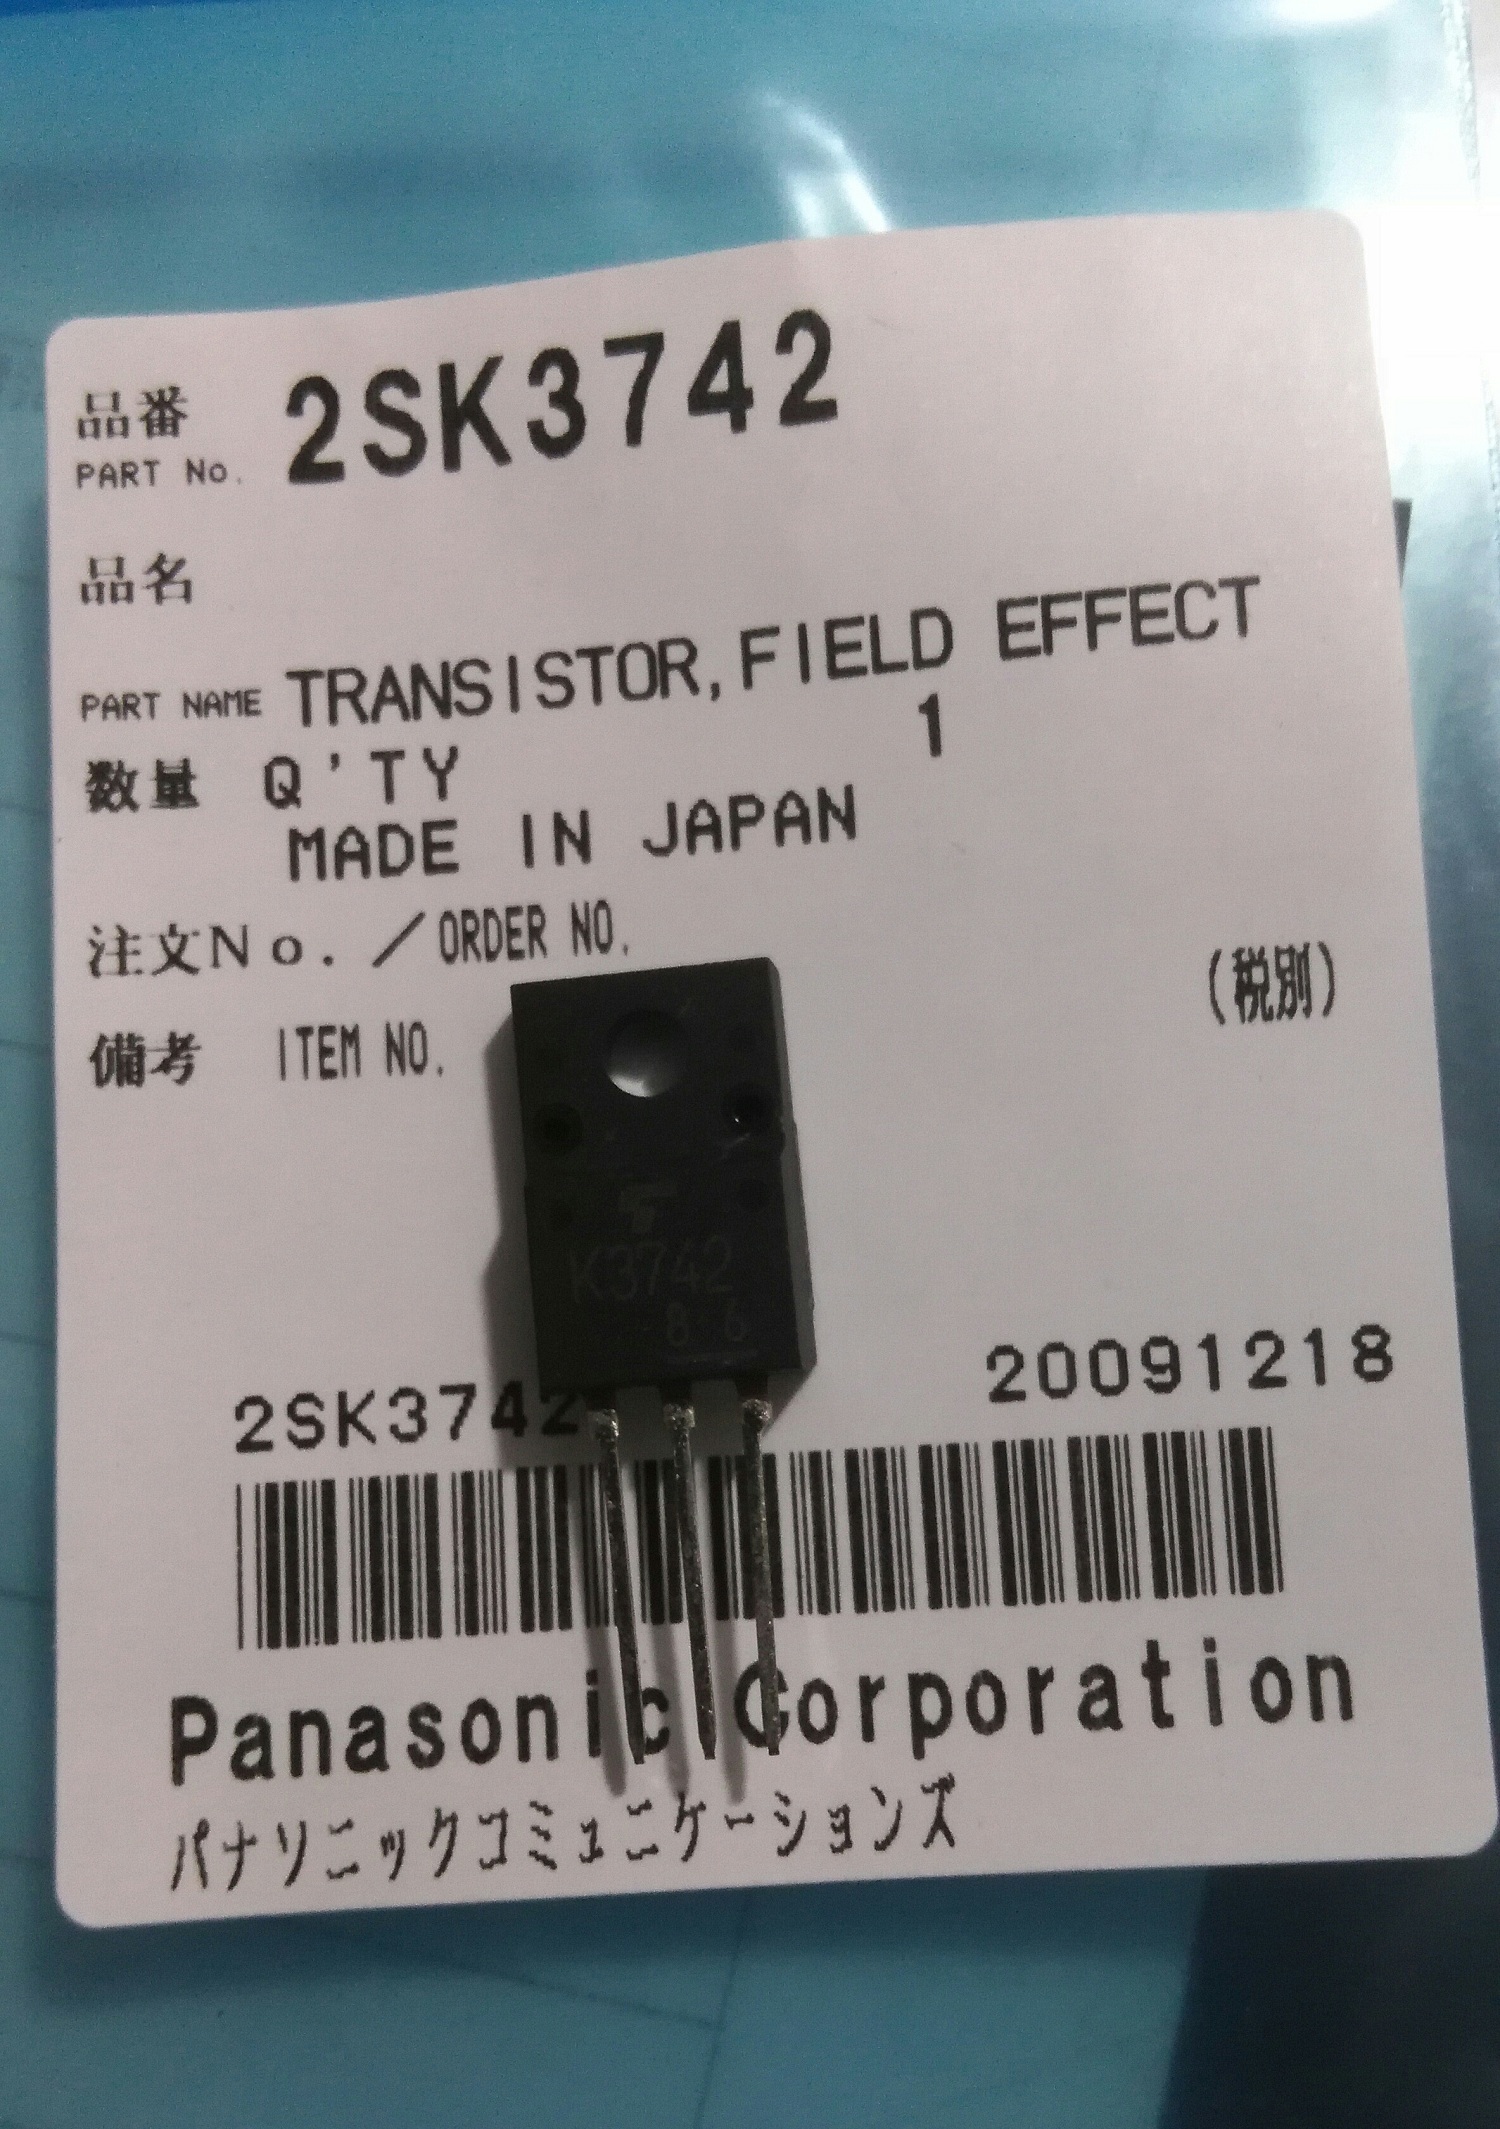 品番
PART No. 2SK3742
品名
PART NAME TRANSISTOR,FIELD EFFECT
数量 Q'TY 1
MADE IN JAPAN
注文No.／ORDER NO.
(税別)
備考 ITEM NO.
K3742
8 6
2SK3742 20091218
Panasonic Corporation
パナソニックコミュニケーションズ